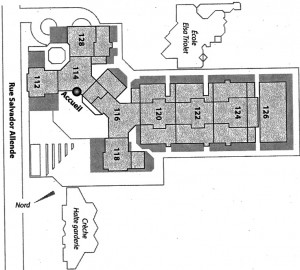 École
Elsa Triolet
128
114
112
Accueil
116
118
120
122
124
126
Rue Salvador Allende
Nord
Crèche
Halte garderie